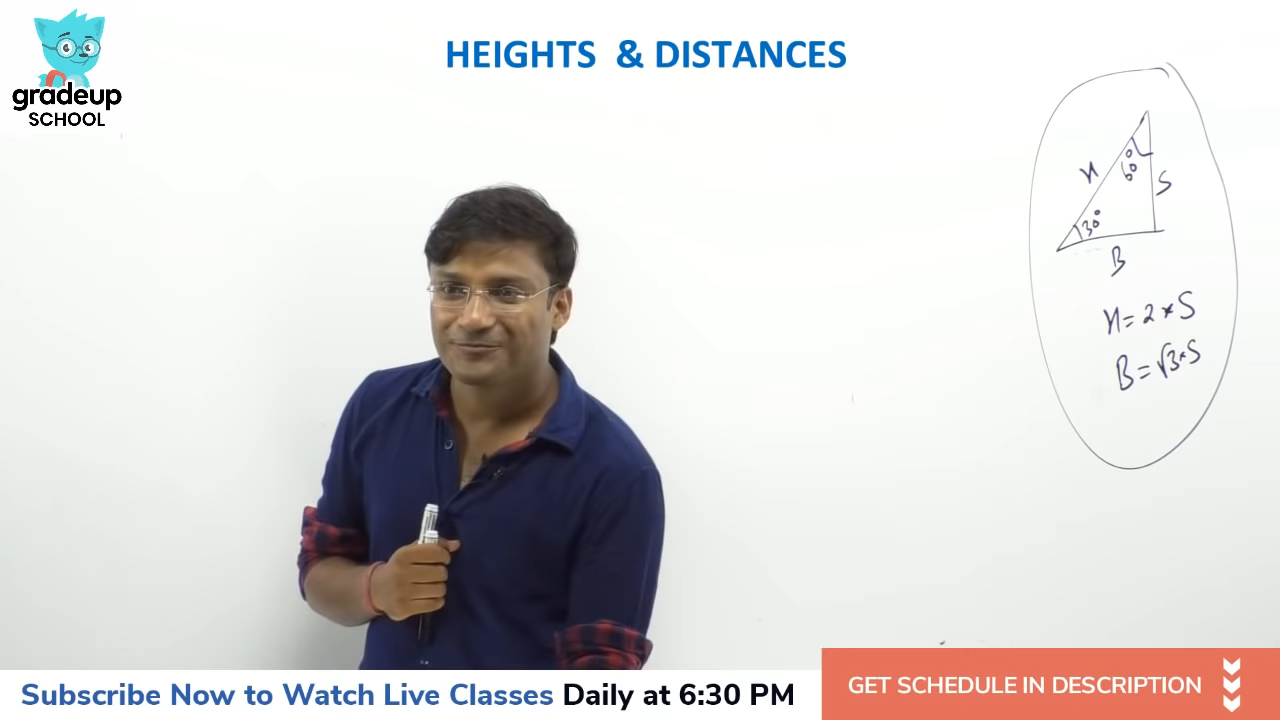 gradeup
SCHOOL
HEIGHTS & DISTANCES
H
60°
S
30°
B
H = 2 * S
B = √3 * S
Subscribe Now to Watch Live Classes Daily at 6:30 PM
GET SCHEDULE IN DESCRIPTION